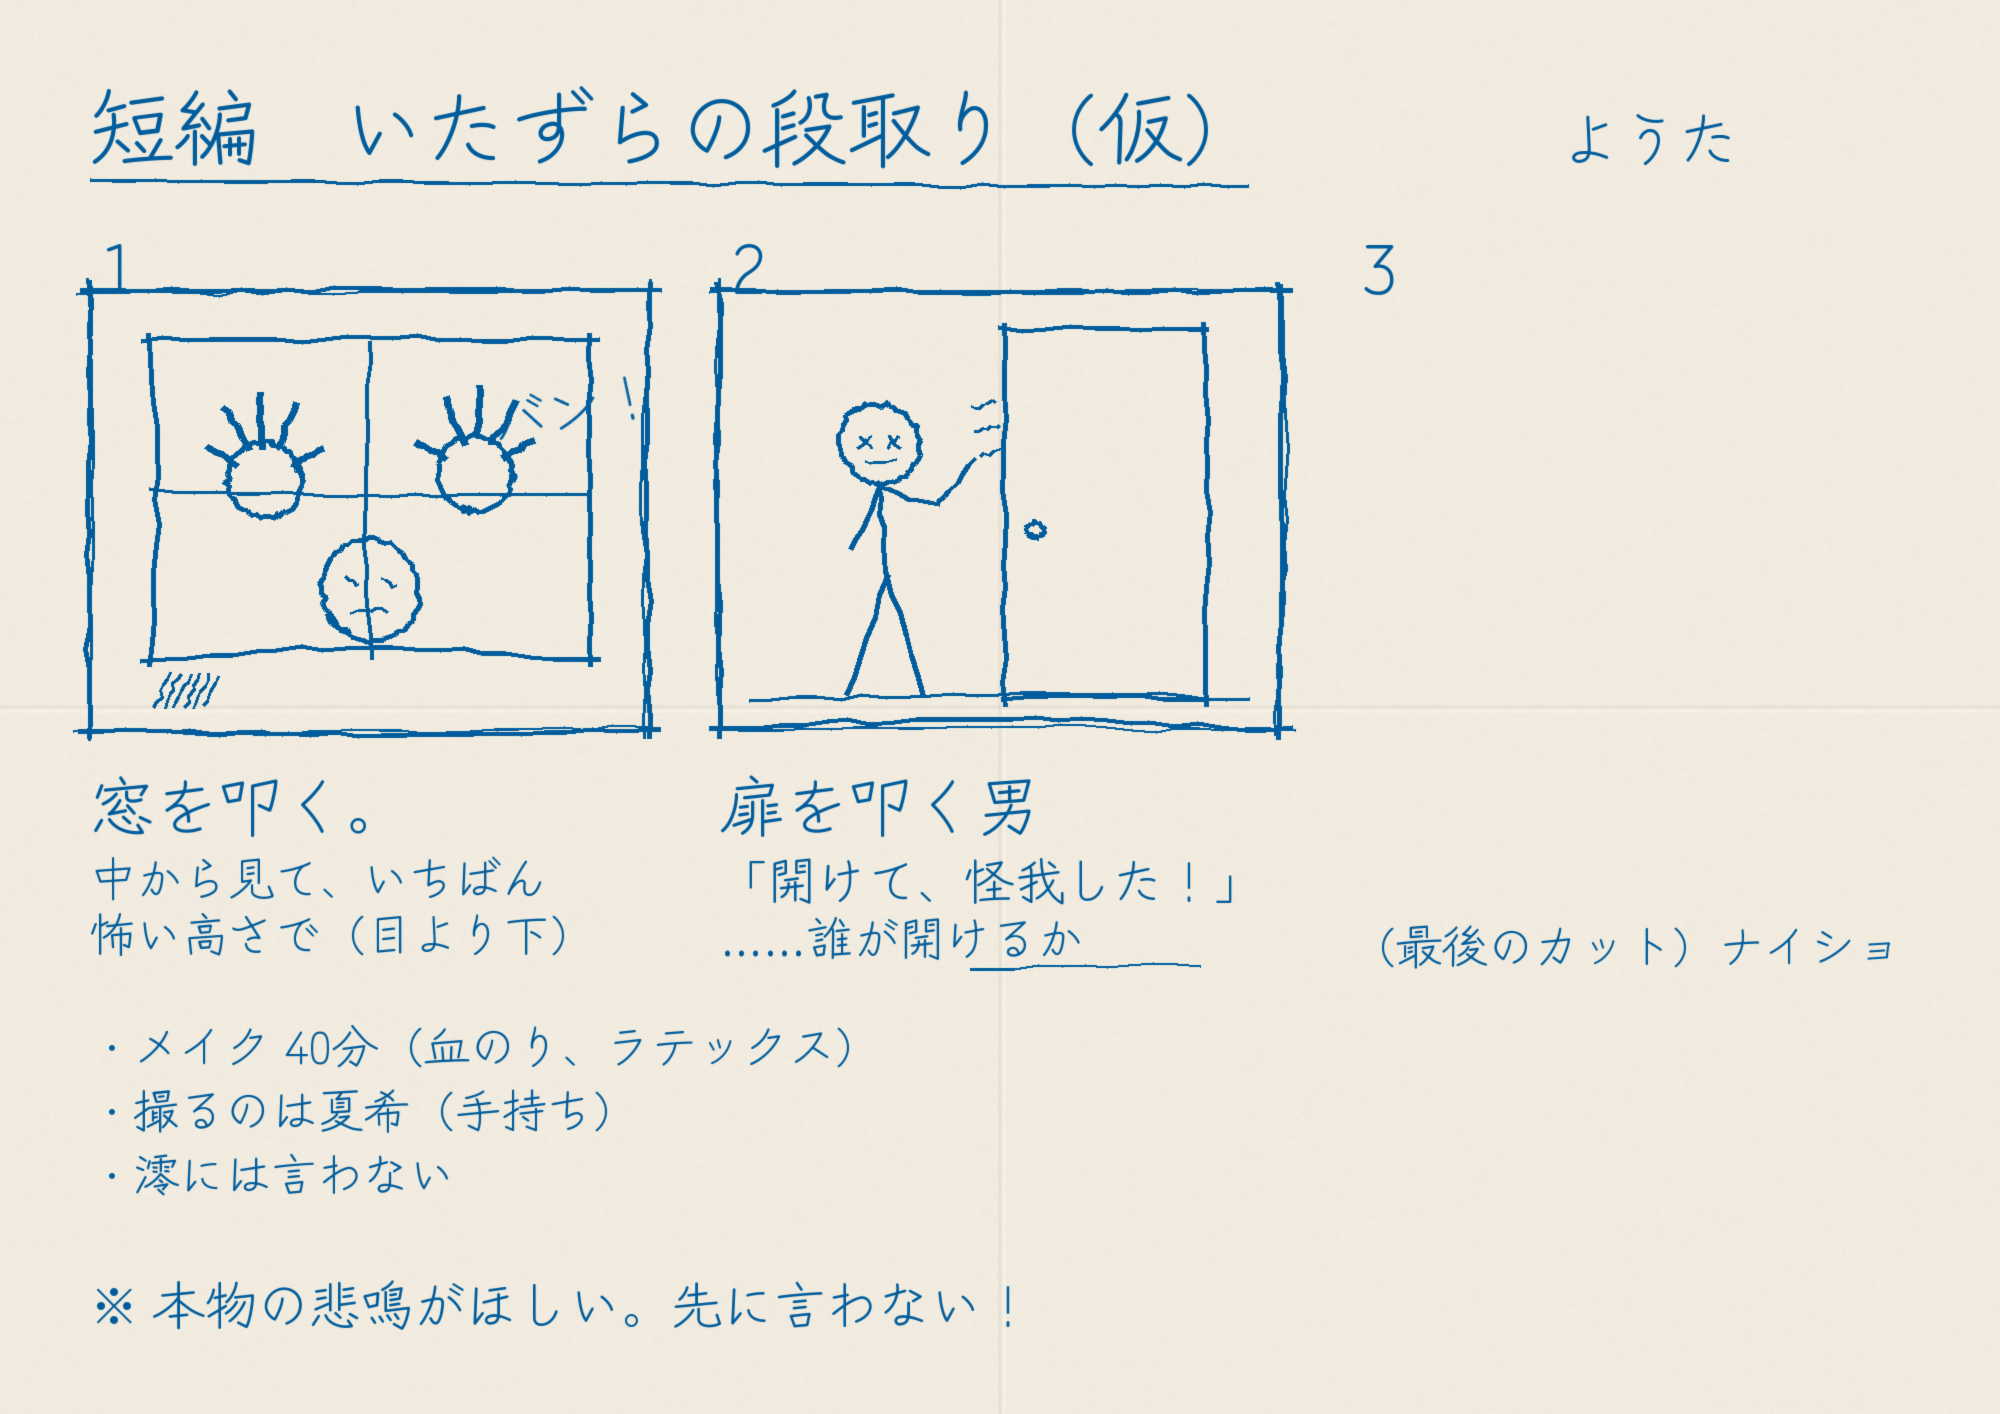 短編　いたずらの段取り（仮）
ようた
1
バン！
窓を叩く。
中から見て、いちばん
怖い高さで（目より下）
2
扉を叩く男
「開けて、怪我した！」
……誰が開けるか
3
（最後のカット）ナイショ
・メイク 40分（血のり、ラテックス）
・撮るのは夏希（手持ち）
・澪には言わない
※ 本物の悲鳴がほしい。先に言わない！